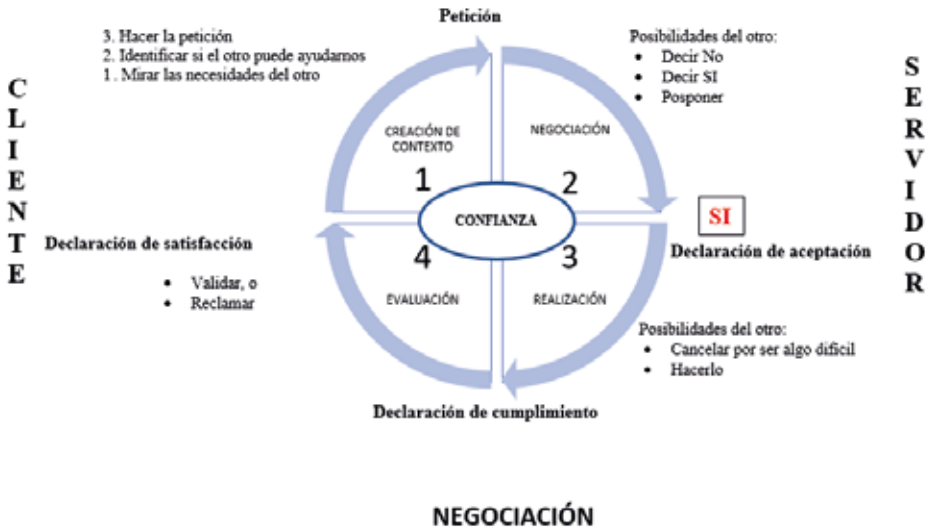 Petición
3. Hacer la petición
2. Identificar si el otro puede ayudarnos
1. Mirar las necesidades del otro
Posibilidades del otro:
• Decir No
• Decir SI
• Posponer
CLIENTE
SERVIDOR
CREACIÓN DE
CONTEXTO
1
NEGOCIACIÓN
2
CONFIANZA
SI
Declaración de aceptación
Declaración de satisfacción
• Validar, o
• Reclamar
4
EVALUACIÓN
3
REALIZACIÓN
Posibilidades del otro:
• Cancelar por ser algo dificil
• Hacerlo
Declaración de cumplimiento
NEGOCIACIÓN